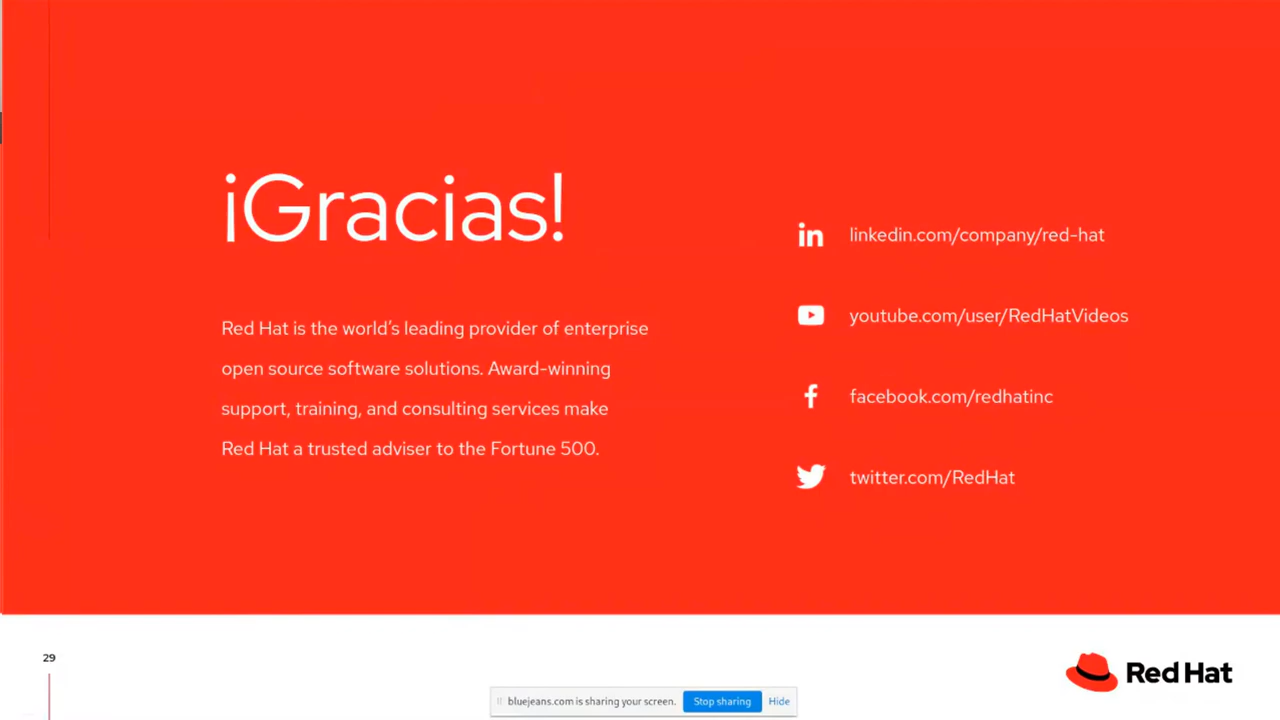 ¡Gracias!
Red Hat is the world’s leading provider of enterprise
open source software solutions. Award-winning
support, training, and consulting services make
Red Hat a trusted adviser to the Fortune 500.
linkedin.com/company/red-hat
youtube.com/user/RedHatVideos
facebook.com/redhatinc
twitter.com/RedHat
29
Red Hat
bluejeans.com is sharing your screen. Stop sharing Hide